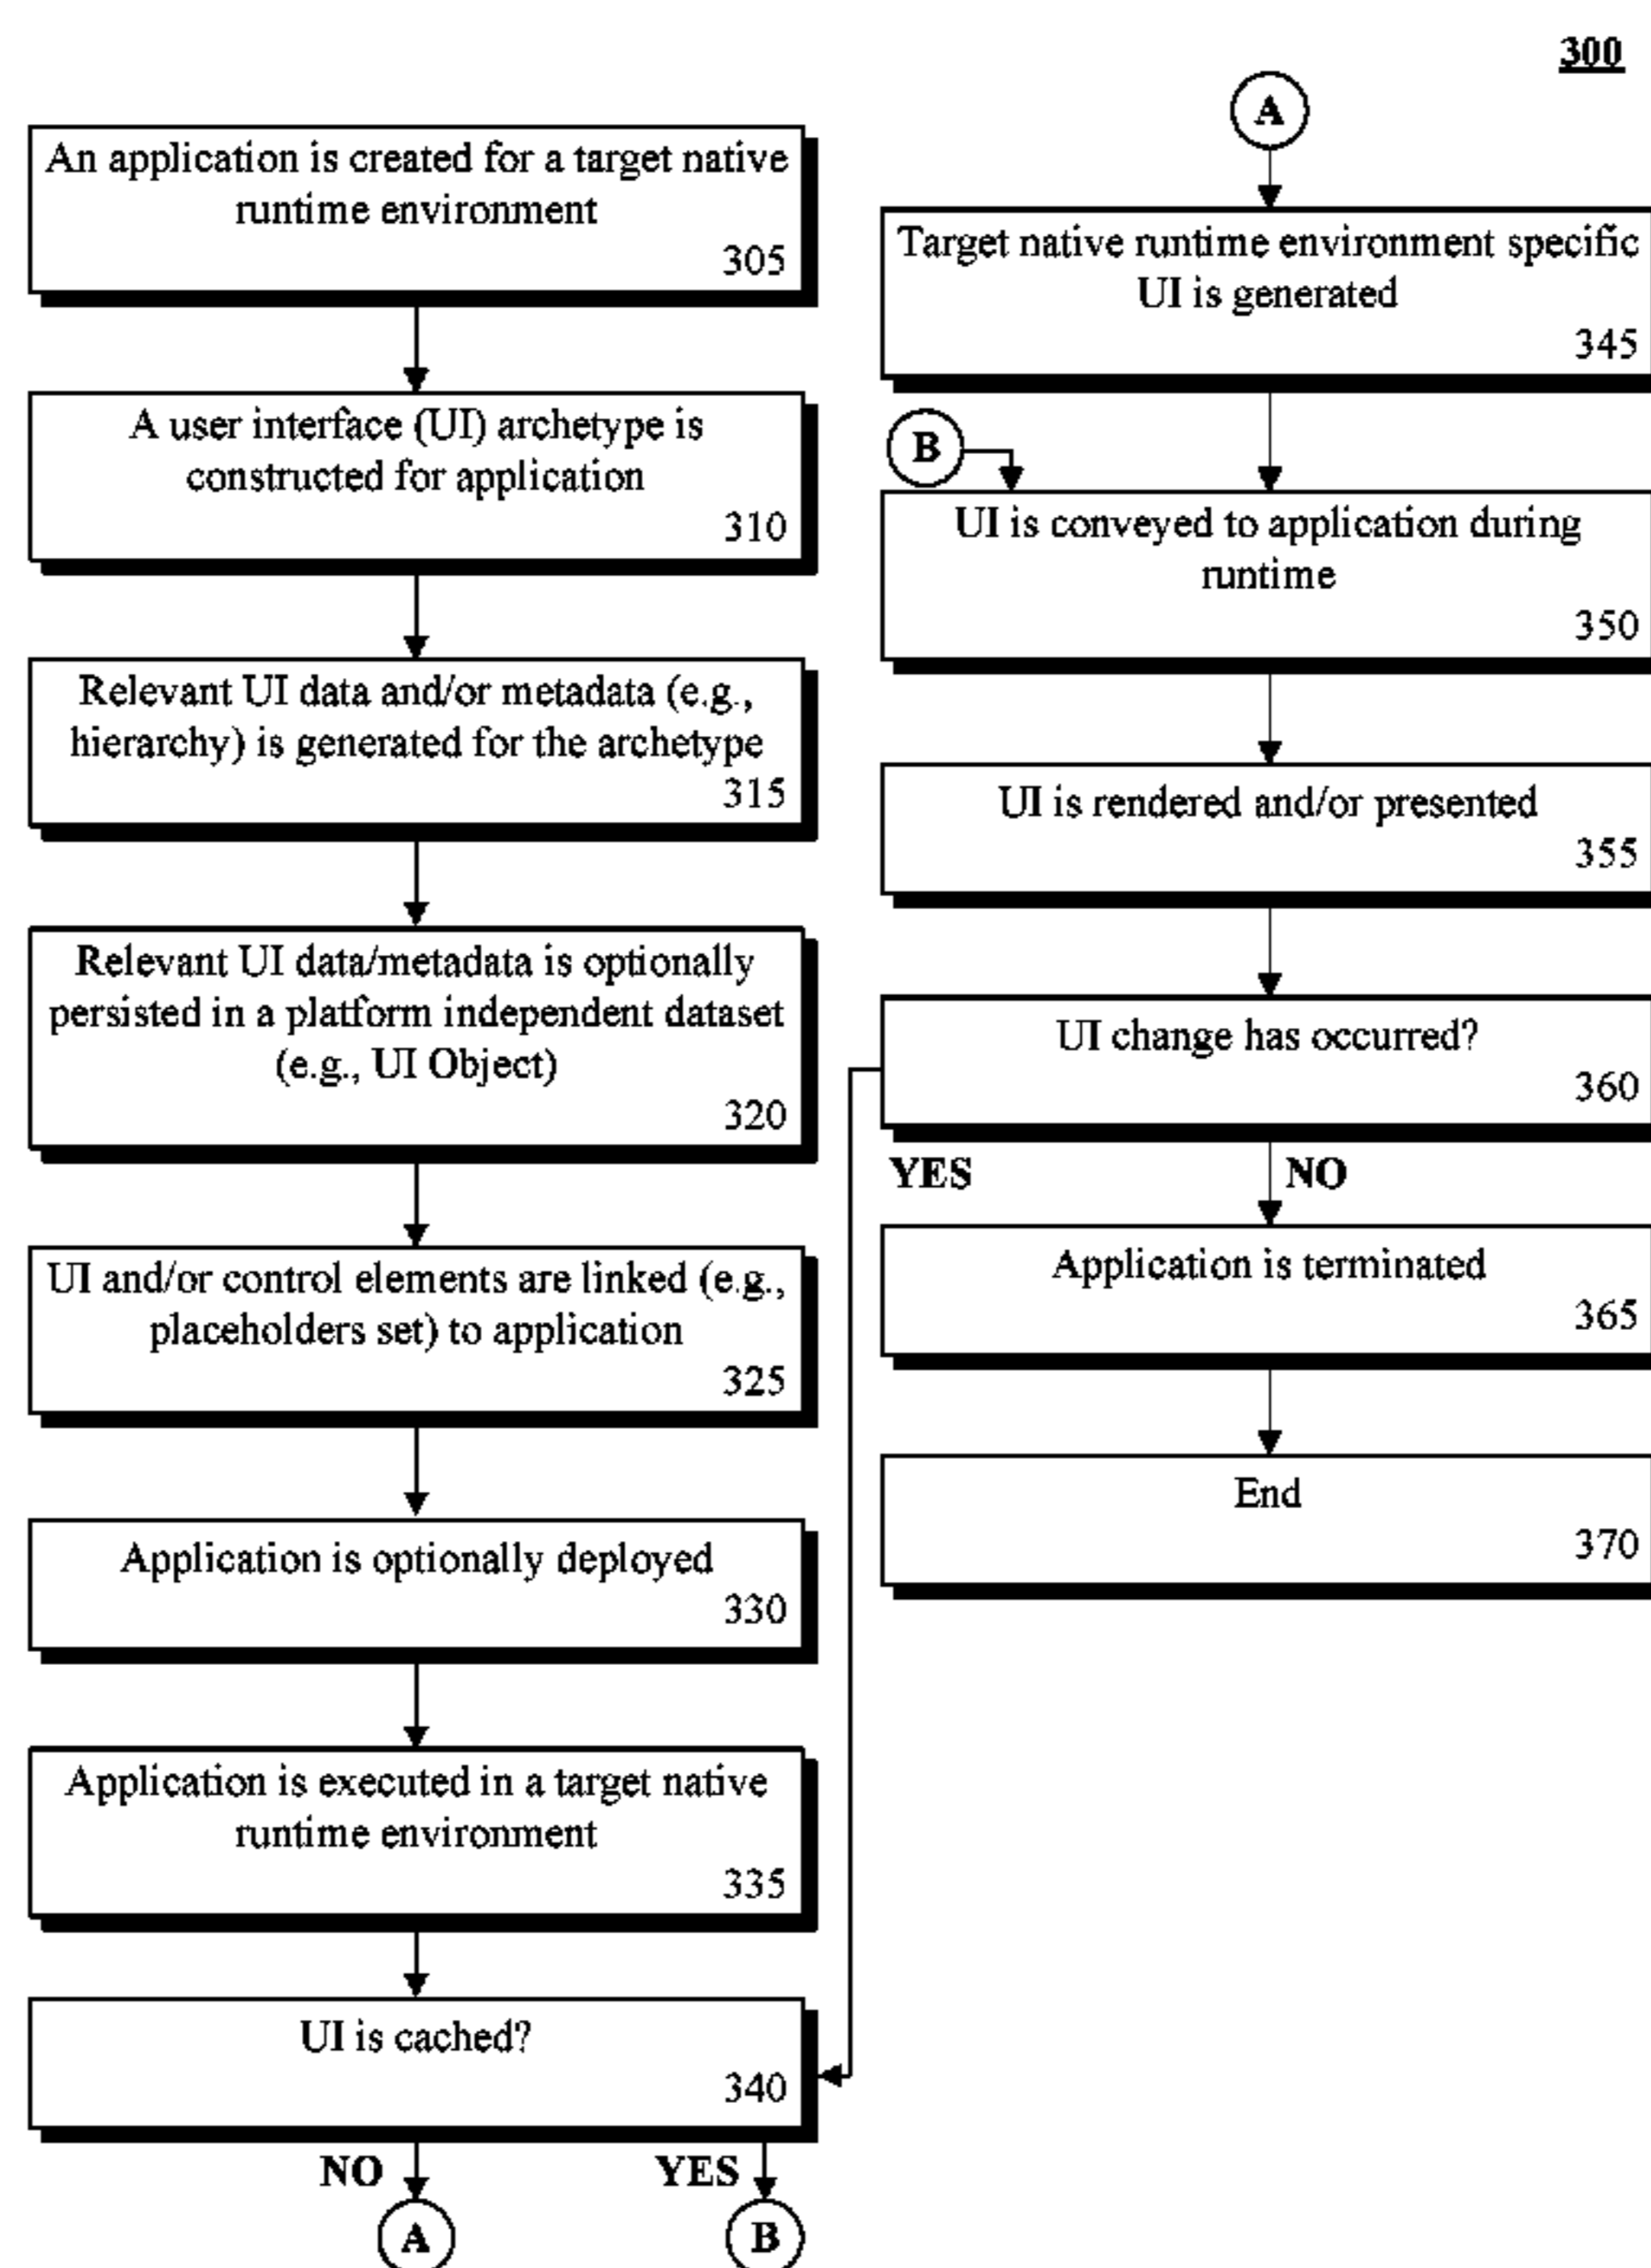 300
An application is created for a target native
runtime environment
305
A user interface (UI) archetype is
constructed for application
310
Relevant UI data and/or metadata (e.g.,
hierarchy) is generated for the archetype
315
Relevant UI data/metadata is optionally
persisted in a platform independent dataset
(e.g., UI Object)
320
UI and/or control elements are linked (e.g.,
placeholders set) to application
325
Application is optionally deployed
330
Application is executed in a target native
runtime environment
335
UI is cached?
340
NO
YES
A
B
A
Target native runtime environment specific
UI is generated
345
B
UI is conveyed to application during
runtime
350
UI is rendered and/or presented
355
UI change has occurred?
360
YES
NO
Application is terminated
365
End
370